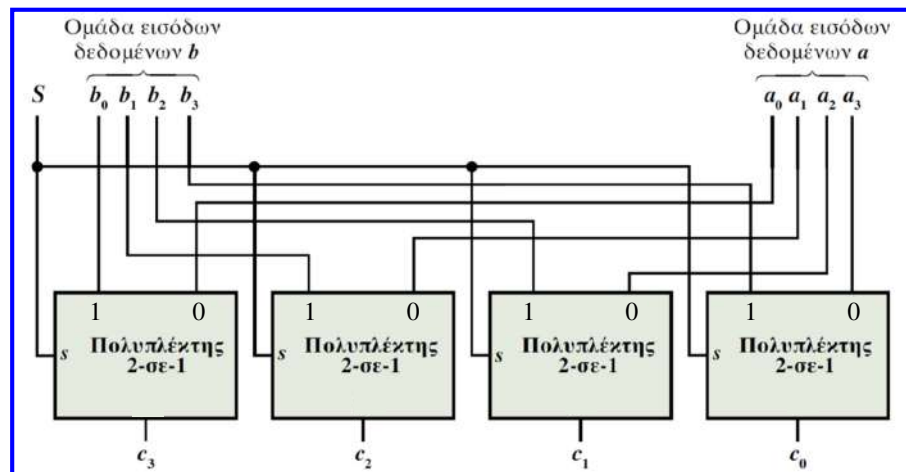 Ομάδα εισόδων
δεδομένων b
Ομάδα εισόδων
δεδομένων a
S b₀ b₁ b₂ b₃ a₀ a₁ a₂ a₃
1 0 1 0 1 0 1 0
s Πολυπλέκτης s Πολυπλέκτης s Πολυπλέκτης s Πολυπλέκτης
2-σε-1 2-σε-1 2-σε-1 2-σε-1
c₃ c₂ c₁ c₀